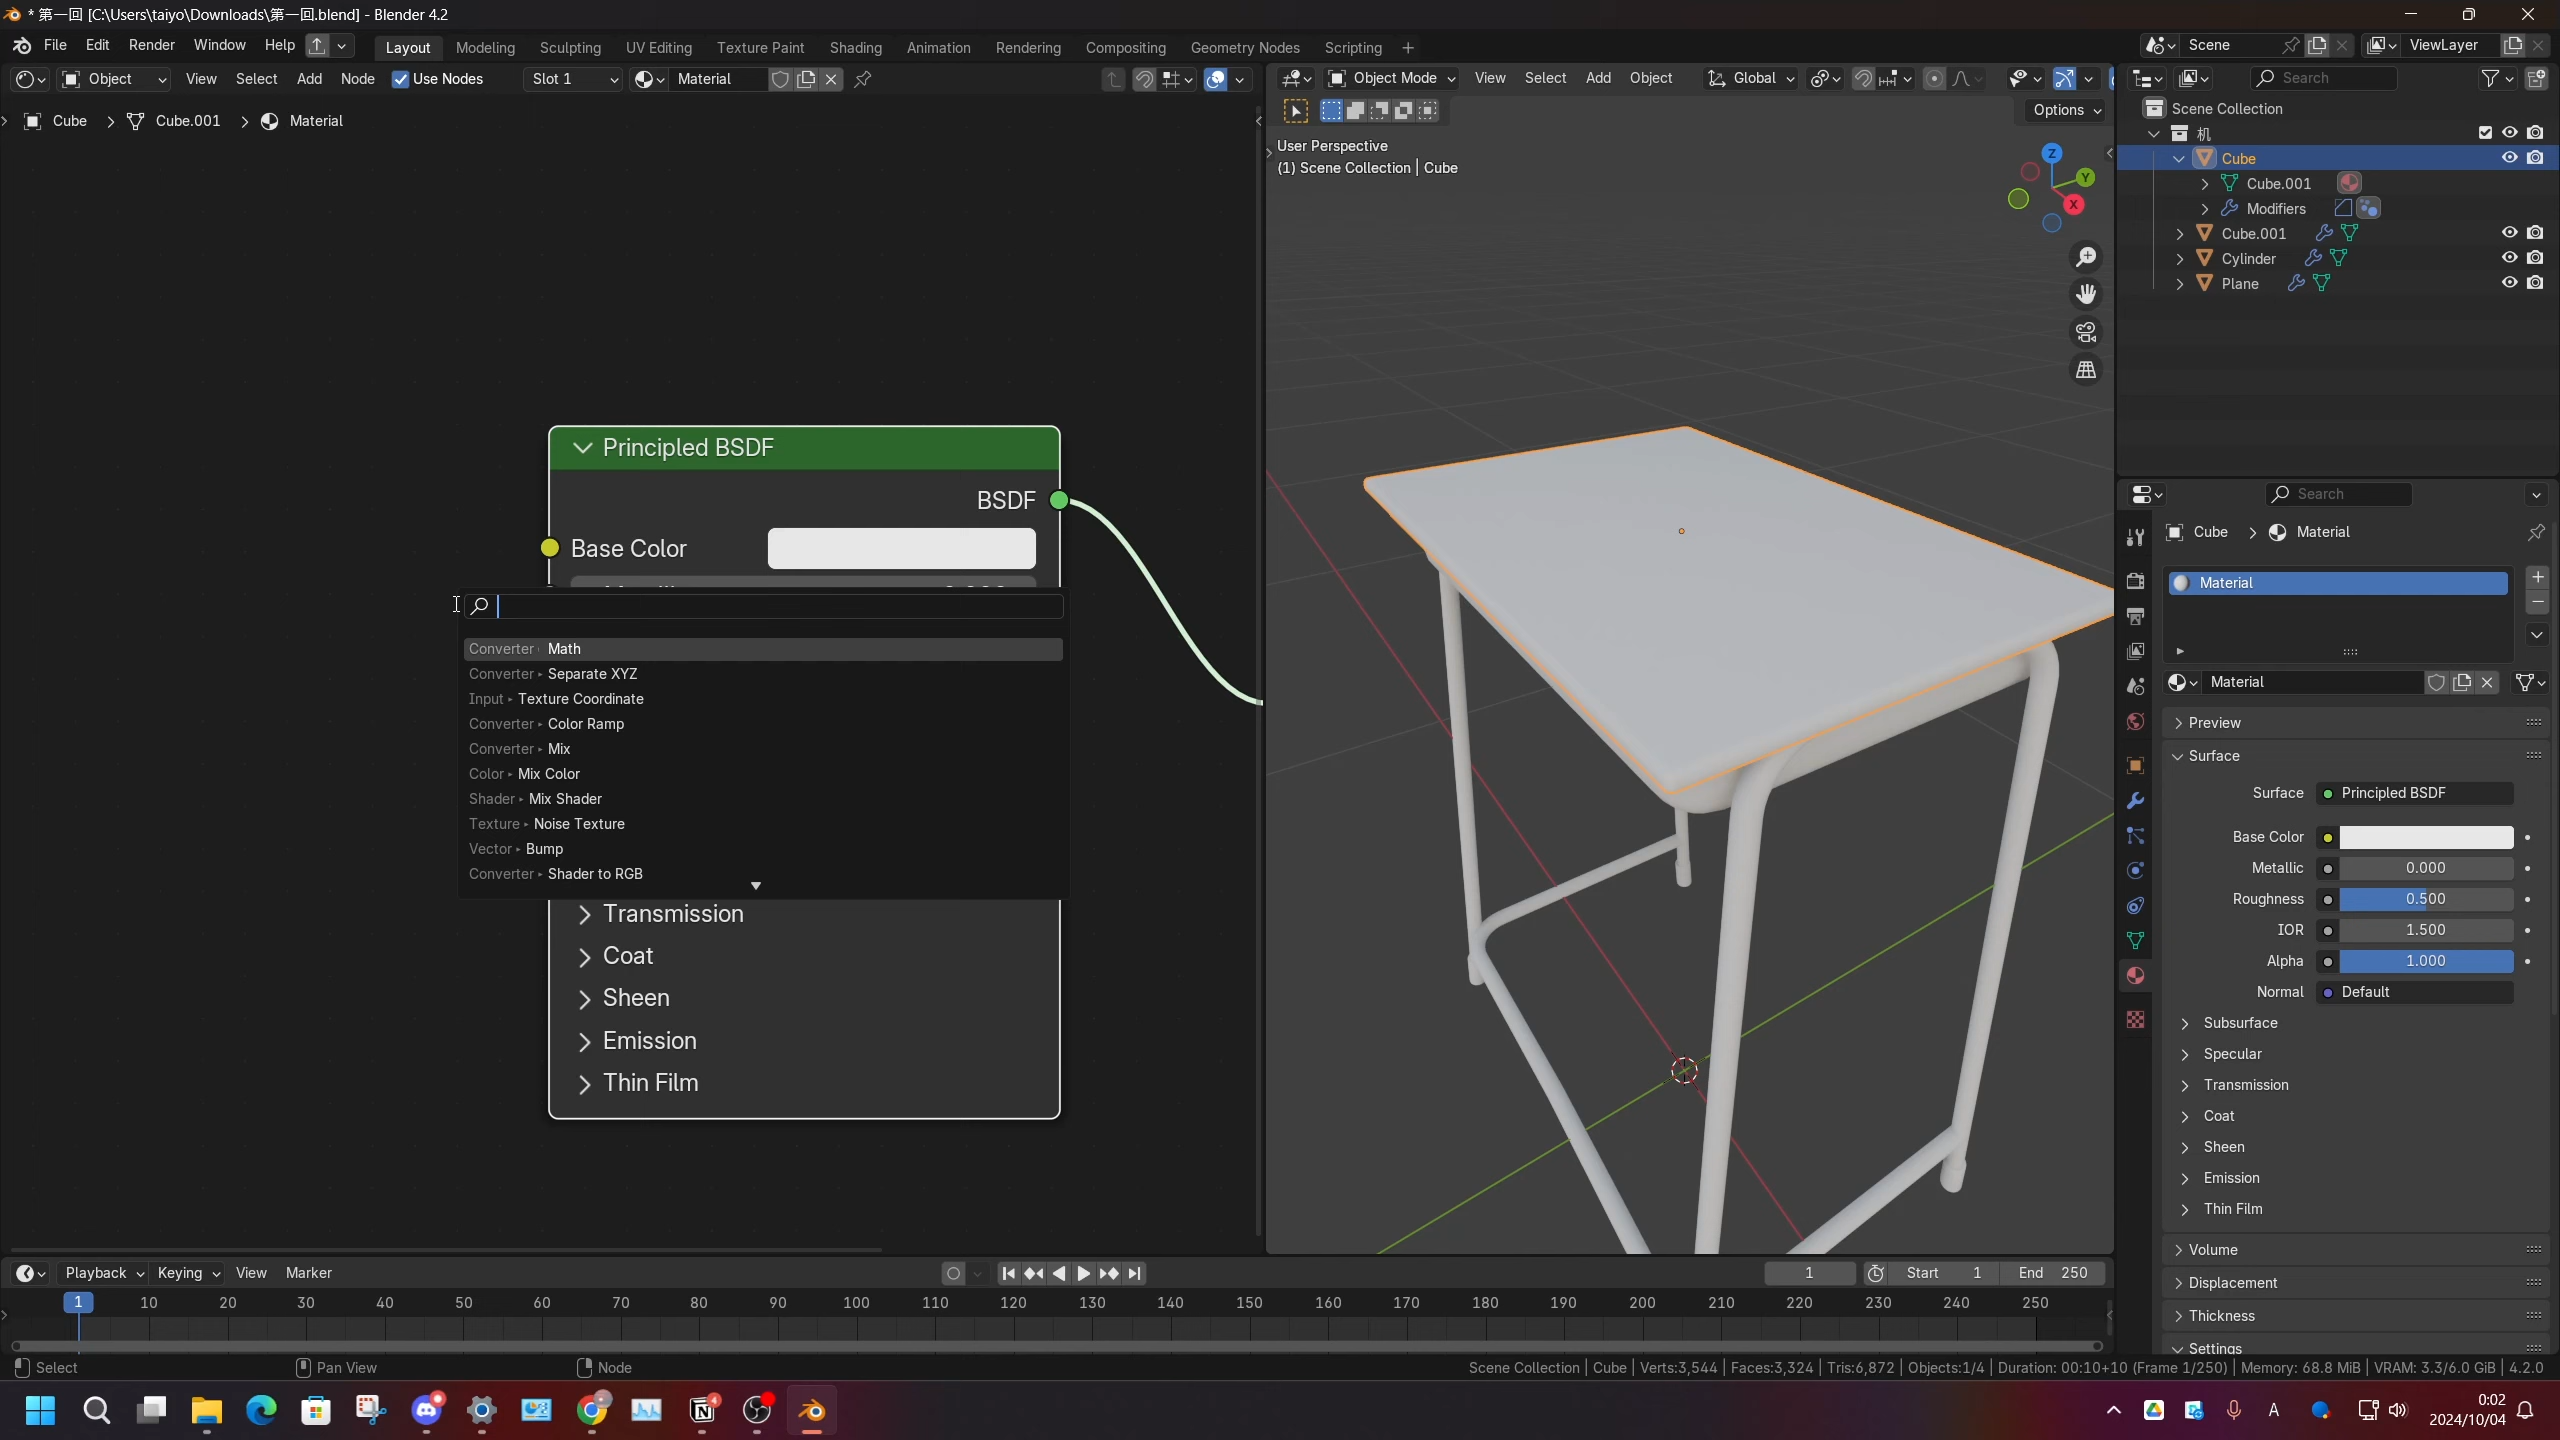 * 第一回 [C:\Users\taiyo\Downloads\第一回.blend] - Blender 4.2
File Edit Render Window Help
Layout Modeling Sculpting UV Editing Texture Paint Shading Animation Rendering Compositing Geometry Nodes Scripting +
Scene ViewLayer
Object View Select Add Node Use Nodes Slot 1 Material
Object Mode View Select Add Object Global
Search
Options
Cube Cube.001 Material
User Perspective
(1) Scene Collection | Cube
Z
Y
X
Scene Collection
机
Cube
Cube.001
Modifiers
Cube.001
Cylinder
Plane
Principled BSDF
BSDF
Base Color
Converter Math
Converter Separate XYZ
Input Texture Coordinate
Converter Color Ramp
Converter Mix
Color Mix Color
Shader Mix Shader
Texture Noise Texture
Vector Bump
Converter Shader to RGB
Transmission
Coat
Sheen
Emission
Thin Film
Search
Cube Material
Material
Material
Preview
Surface
Surface Principled BSDF
Base Color
Metallic 0.000
Roughness 0.500
IOR 1.500
Alpha 1.000
Normal Default
Subsurface
Specular
Transmission
Coat
Sheen
Emission
Thin Film
Volume
Displacement
Thickness
Settings
Playback Keying View Marker
1 Start 1 End 250
1 10 20 30 40 50 60 70 80 90 100 110 120 130 140 150 160 170 180 190 200 210 220 230 240 250
Select Pan View Node
Scene Collection | Cube | Verts:3,544 | Faces:3,324 | Tris:6,872 | Objects:1/4 | Duration: 00:10+10 (Frame 1/250) | Memory: 68.8 MiB | VRAM: 3.3/6.0 GiB | 4.2.0
4
A
0:02
2024/10/04